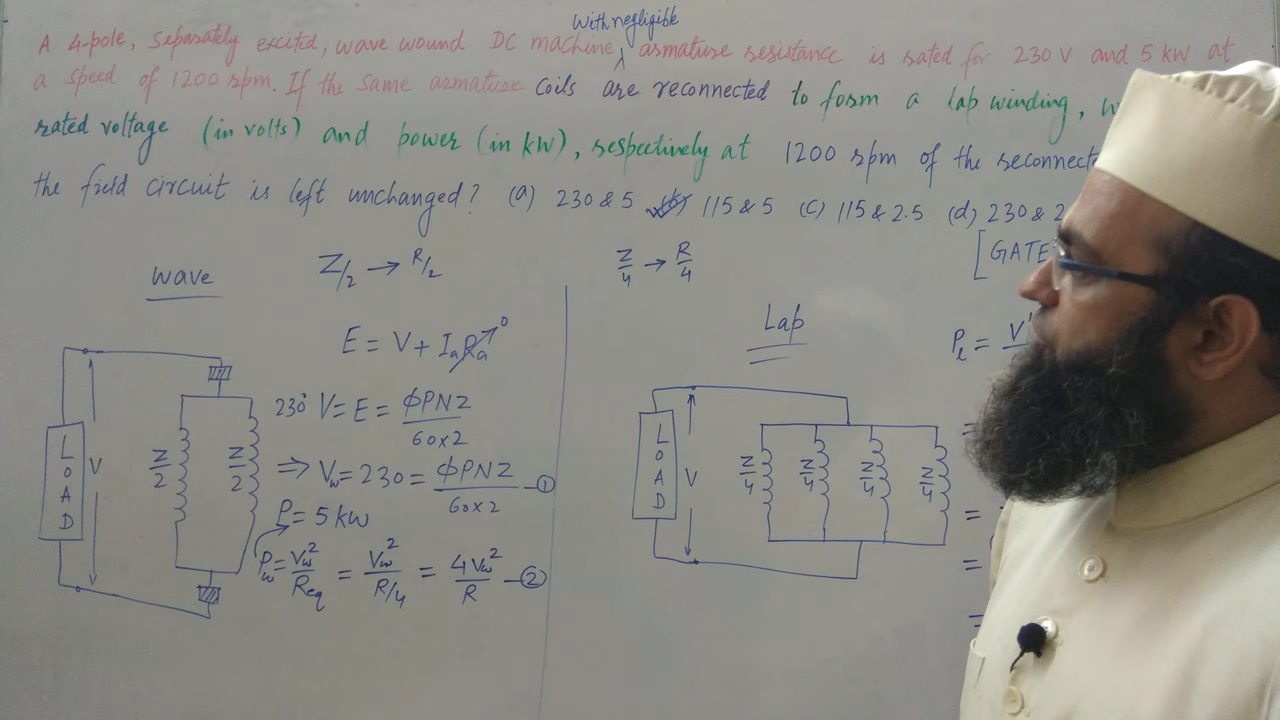 With negligible
A 4-pole, Separately excited, wave wound DC machine, armature resistance is rated for 230 V and 5 kW at
a speed of 1200 rpm. If the same armature coils are reconnected to form a lap winding, w
rated voltage (in volts) and power (in kW), respectively at 1200 rpm of the reconnect
the field circuit is left unchanged? (a) 230 & 5 (b) 115 & 5 (c) 115 & 2.5 (d) 230 & 2
[GATE
wave
Z/2 → R/2
Z/4 → R/4
Lap
E = V + IaRa → 0
Pl = V'
230 V = E = ϕPNZ / 60×2
⇒ Vw = 230 = ϕPNZ / 60×2 – ①
P = 5 kW
Pw = Vw² / Req = Vw² / R/4 = 4Vw² / R – ②
LOAD
V
Z/2
Z/2
LOAD
V
Z/4
Z/4
Z/4
Z/4
=
=
=
=